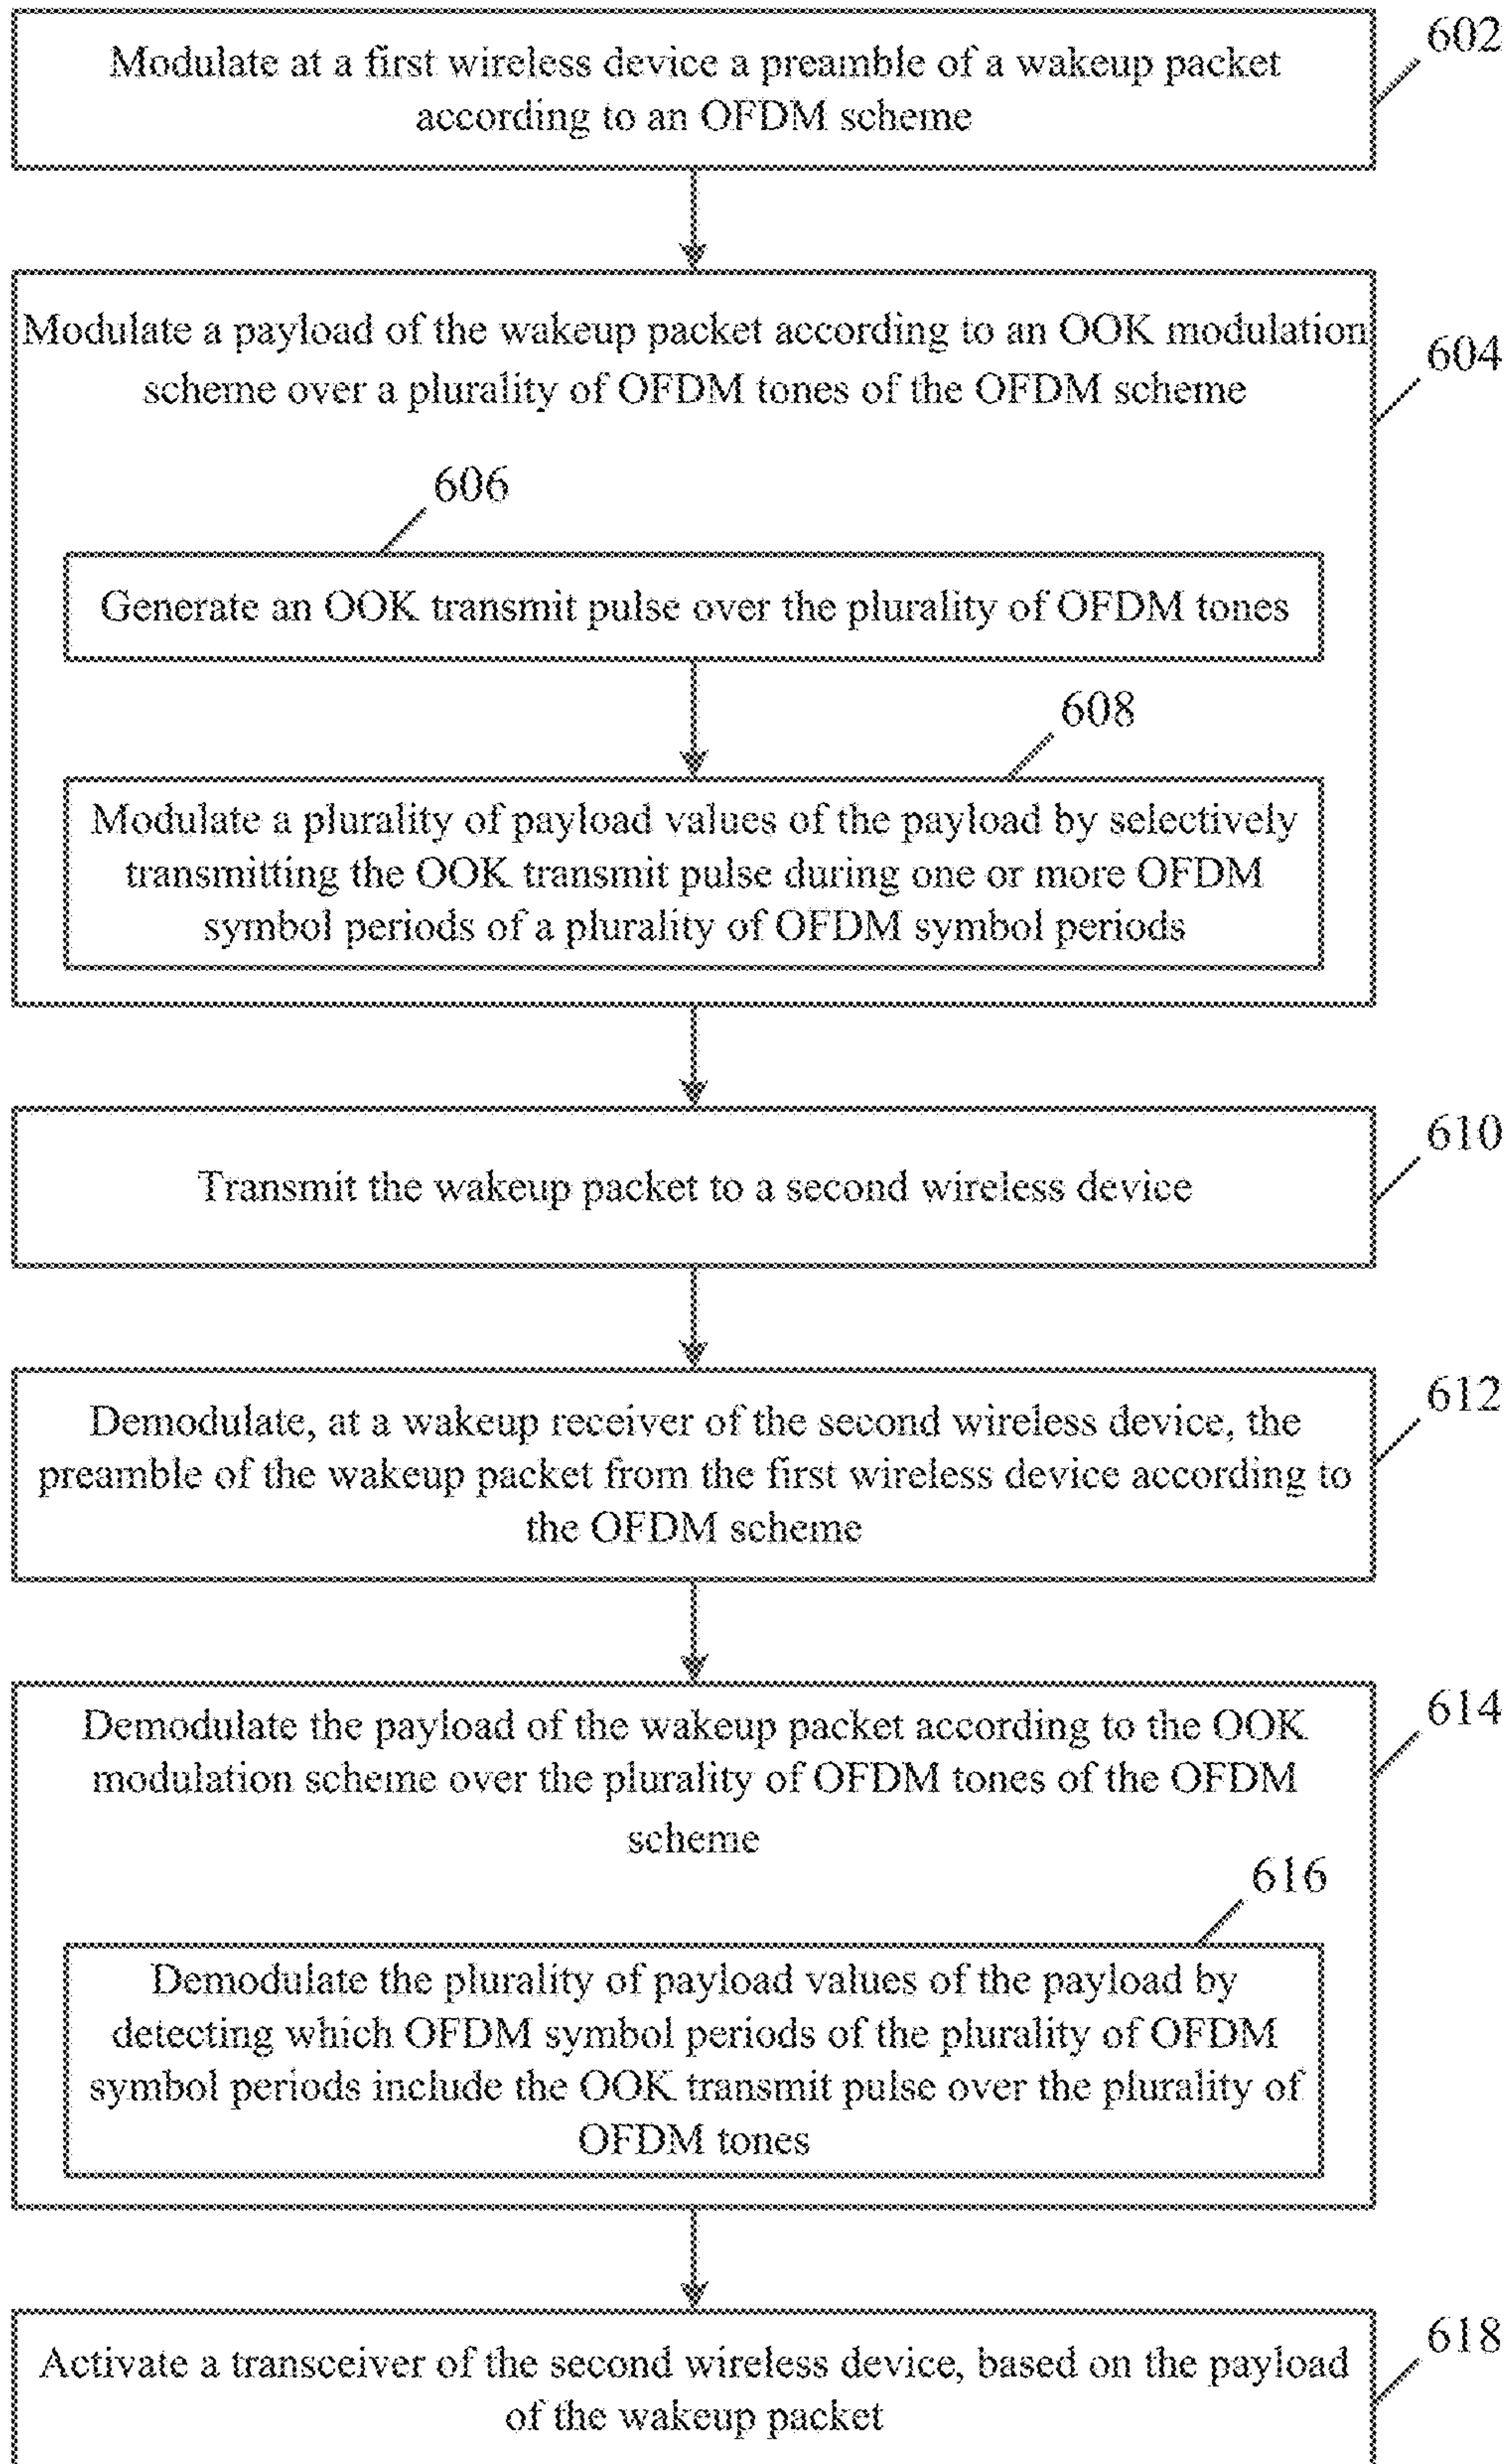 602
Modulate at a first wireless device a preamble of a wakeup packet
according to an OFDM scheme
604
Modulate a payload of the wakeup packet according to an OOK modulation
scheme over a plurality of OFDM tones of the OFDM scheme
606
Generate an OOK transmit pulse over the plurality of OFDM tones
608
Modulate a plurality of payload values of the payload by selectively
transmitting the OOK transmit pulse during one or more OFDM
symbol periods of a plurality of OFDM symbol periods
610
Transmit the wakeup packet to a second wireless device
612
Demodulate, at a wakeup receiver of the second wireless device, the
preamble of the wakeup packet from the first wireless device according to
the OFDM scheme
614
Demodulate the payload of the wakeup packet according to the OOK
modulation scheme over the plurality of OFDM tones of the OFDM
scheme
616
Demodulate the plurality of payload values of the payload by
detecting which OFDM symbol periods of the plurality of OFDM
symbol periods include the OOK transmit pulse over the plurality of
OFDM tones
618
Activate a transceiver of the second wireless device, based on the payload
of the wakeup packet